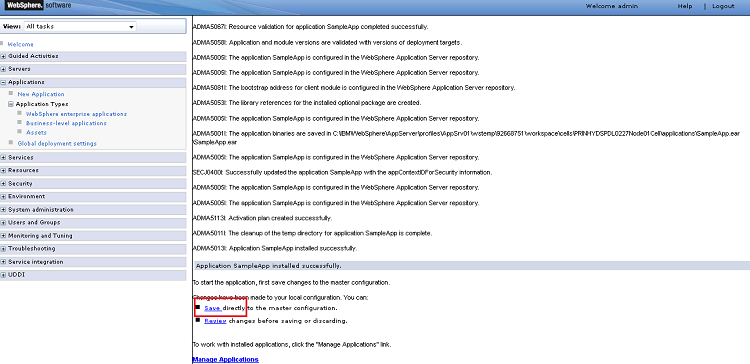 WebSphere. software
Welcome admin
Help | Logout
View: All tasks
Welcome
Guided Activities
Servers
Applications
New Application
Application Types
WebSphere enterprise applications
Business-level applications
Assets
Global deployment settings
Services
Resources
Security
Environment
System administration
Users and Groups
Monitoring and Tuning
Troubleshooting
Service integration
UDDI
ADMA5067I: Resource validation for application SampleApp completed successfully.
ADMA5058I: Application and module versions are validated with versions of deployment targets.
ADMA5005I: The application SampleApp is configured in the WebSphere Application Server repository.
ADMA5005I: The application SampleApp is configured in the WebSphere Application Server repository.
ADMA5081I: The bootstrap address for client module is configured in the WebSphere Application Server repository.
ADMA5053I: The library references for the installed optional package are created.
ADMA5005I: The application SampleApp is configured in the WebSphere Application Server repository.
ADMA5001I: The application binaries are saved in C:\IBM\WebSphere\AppServer\profiles\AppSrv01\wstemp\92668751\workspace\cells\PRINHYDSPDL0227Node01Cell\applications\SampleApp.ear
\SampleApp.ear
ADMA5005I: The application SampleApp is configured in the WebSphere Application Server repository.
SECJ0400I: Successfully updated the application SampleApp with the appContextIDForSecurity information.
ADMA5005I: The application SampleApp is configured in the WebSphere Application Server repository.
ADMA5005I: The application SampleApp is configured in the WebSphere Application Server repository.
ADMA5113I: Activation plan created successfully.
ADMA5011I: The cleanup of the temp directory for application SampleApp is complete.
ADMA5013I: Application SampleApp installed successfully.
Application SampleApp installed successfully.
To start the application, first save changes to the master configuration.
Changes have been made to your local configuration. You can:
Save directly to the master configuration.
Review changes before saving or discarding.
To work with installed applications, click the "Manage Applications" link.
Manage Applications